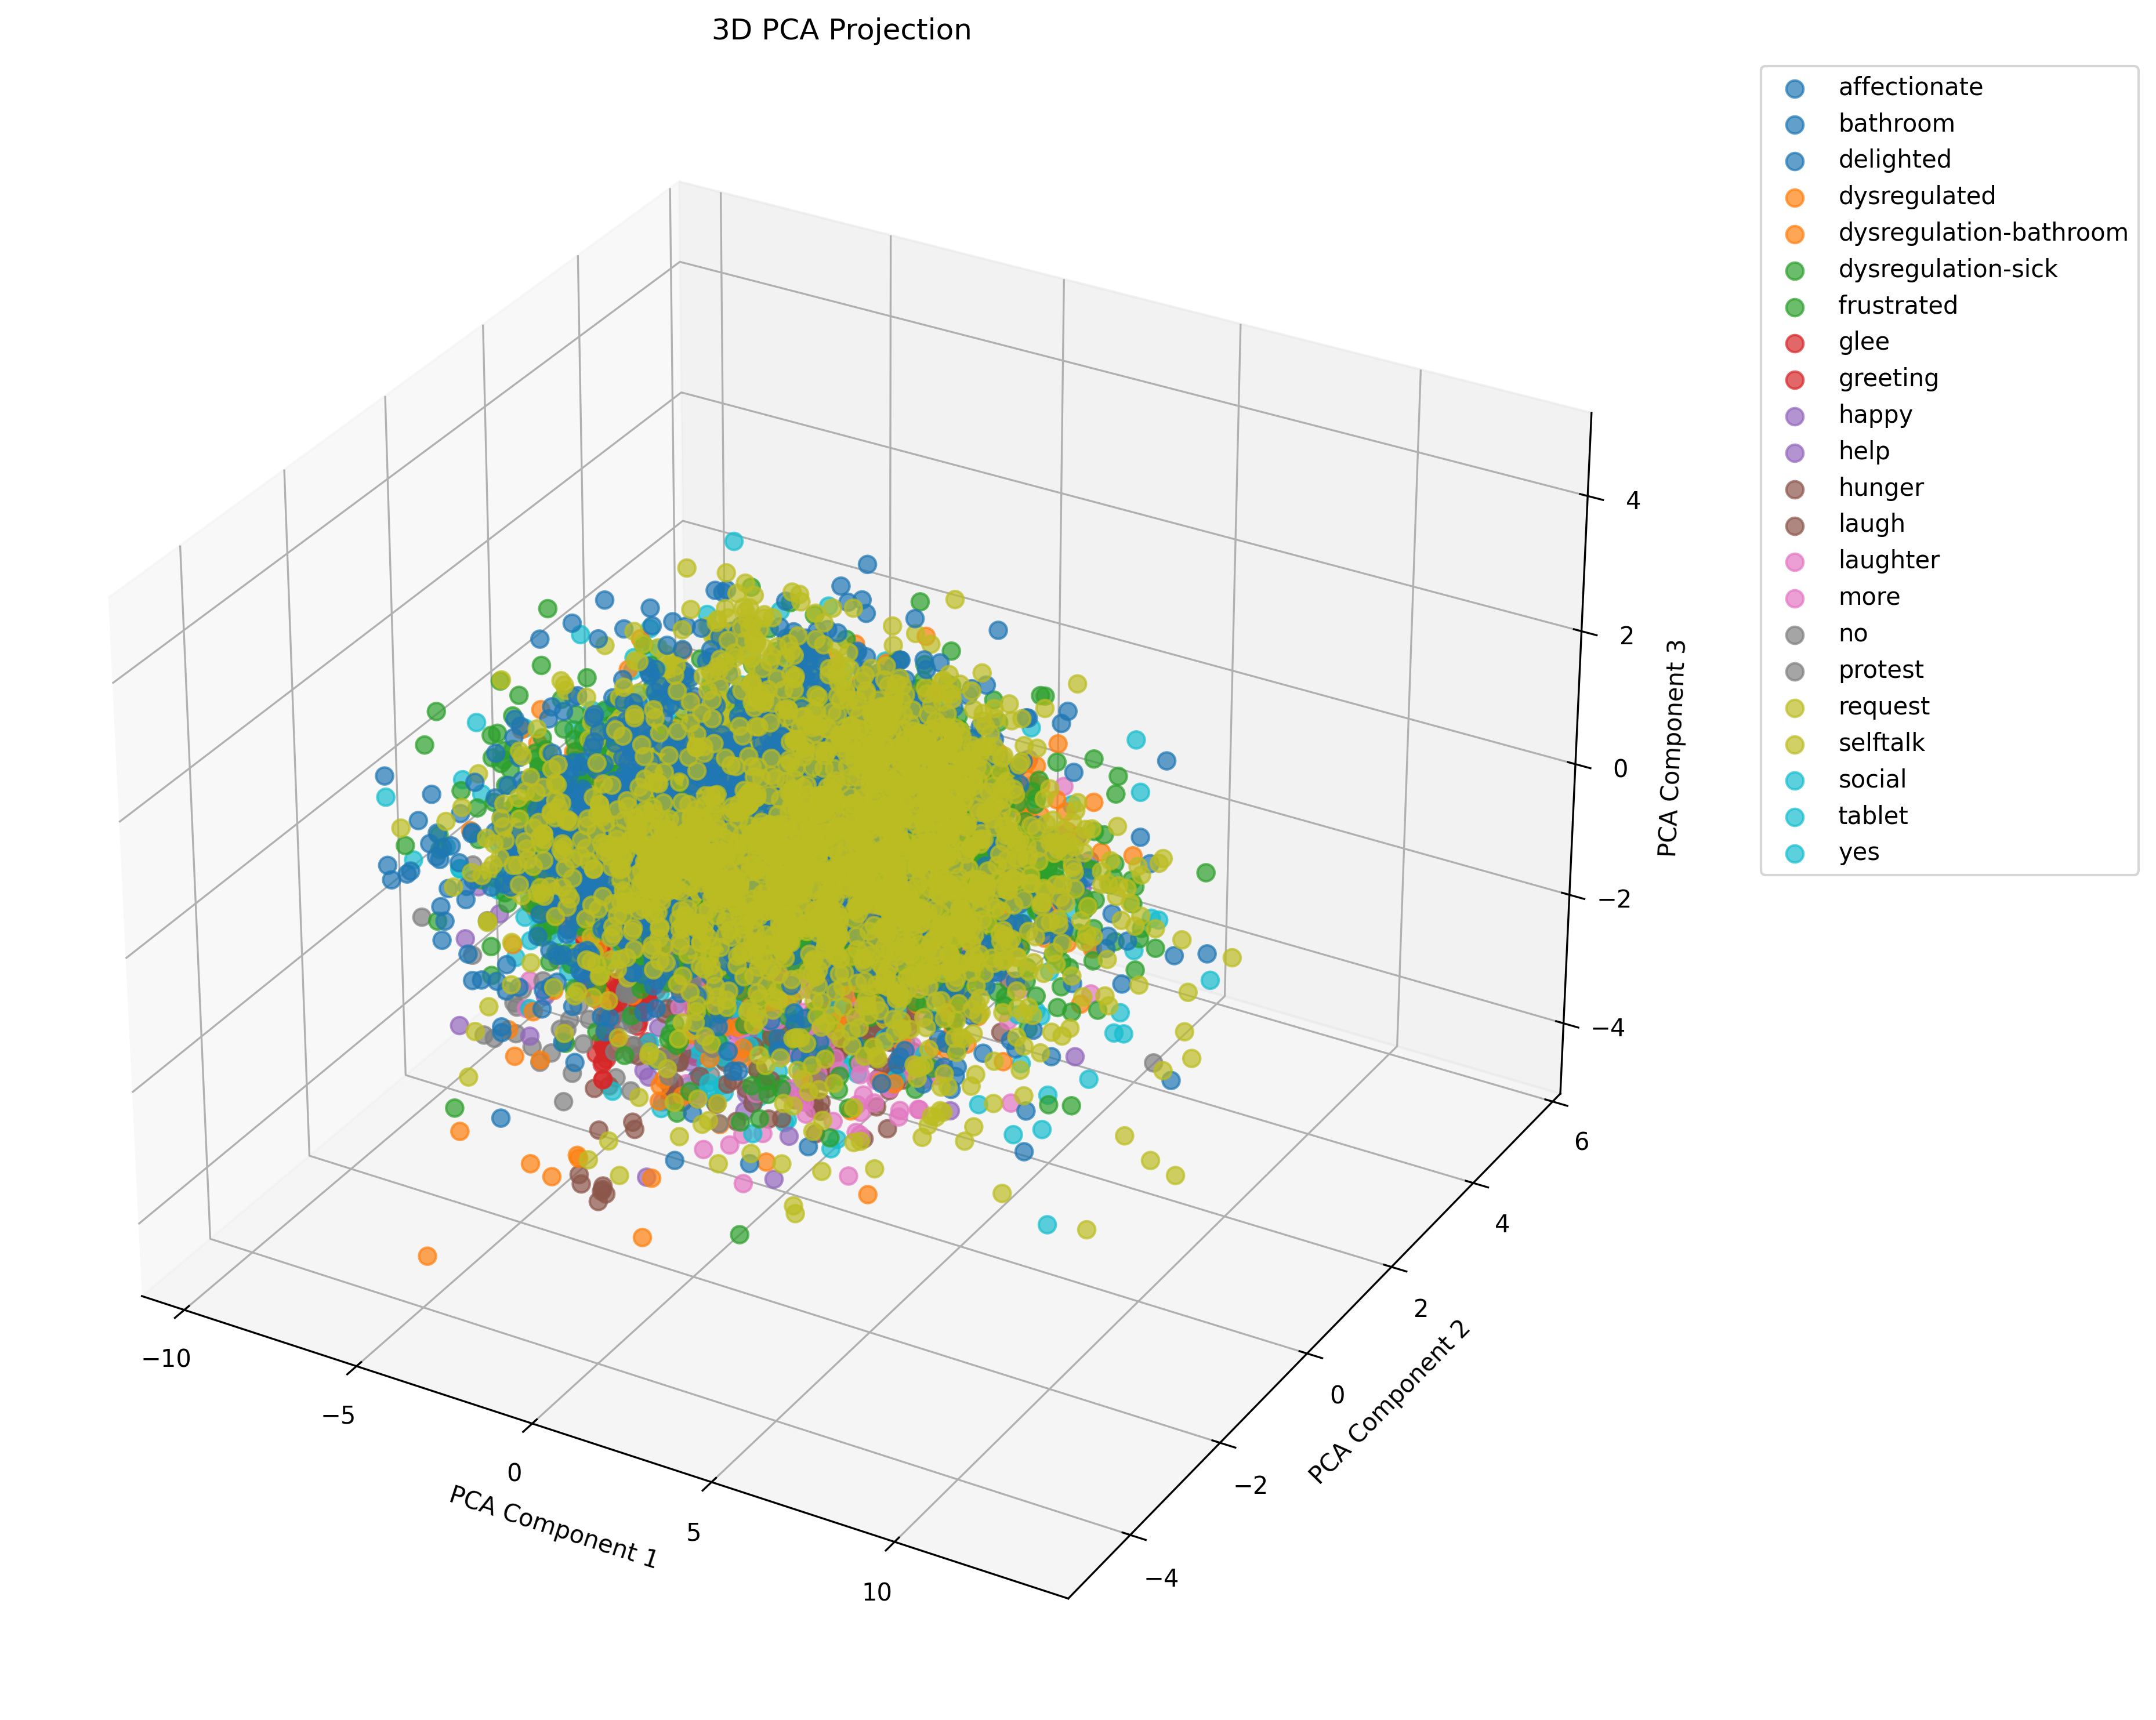 3D PCA Projection
affectionate
bathroom
delighted
dysregulated
dysregulation-bathroom
dysregulation-sick
frustrated
glee
greeting
happy
help
hunger
laugh
laughter
more
no
protest
request
selftalk
social
tablet
yes
4
2
0
−2
−4
PCA Component 3
6
4
2
0
−2
−4
PCA Component 2
−10
−5
0
5
10
PCA Component 1